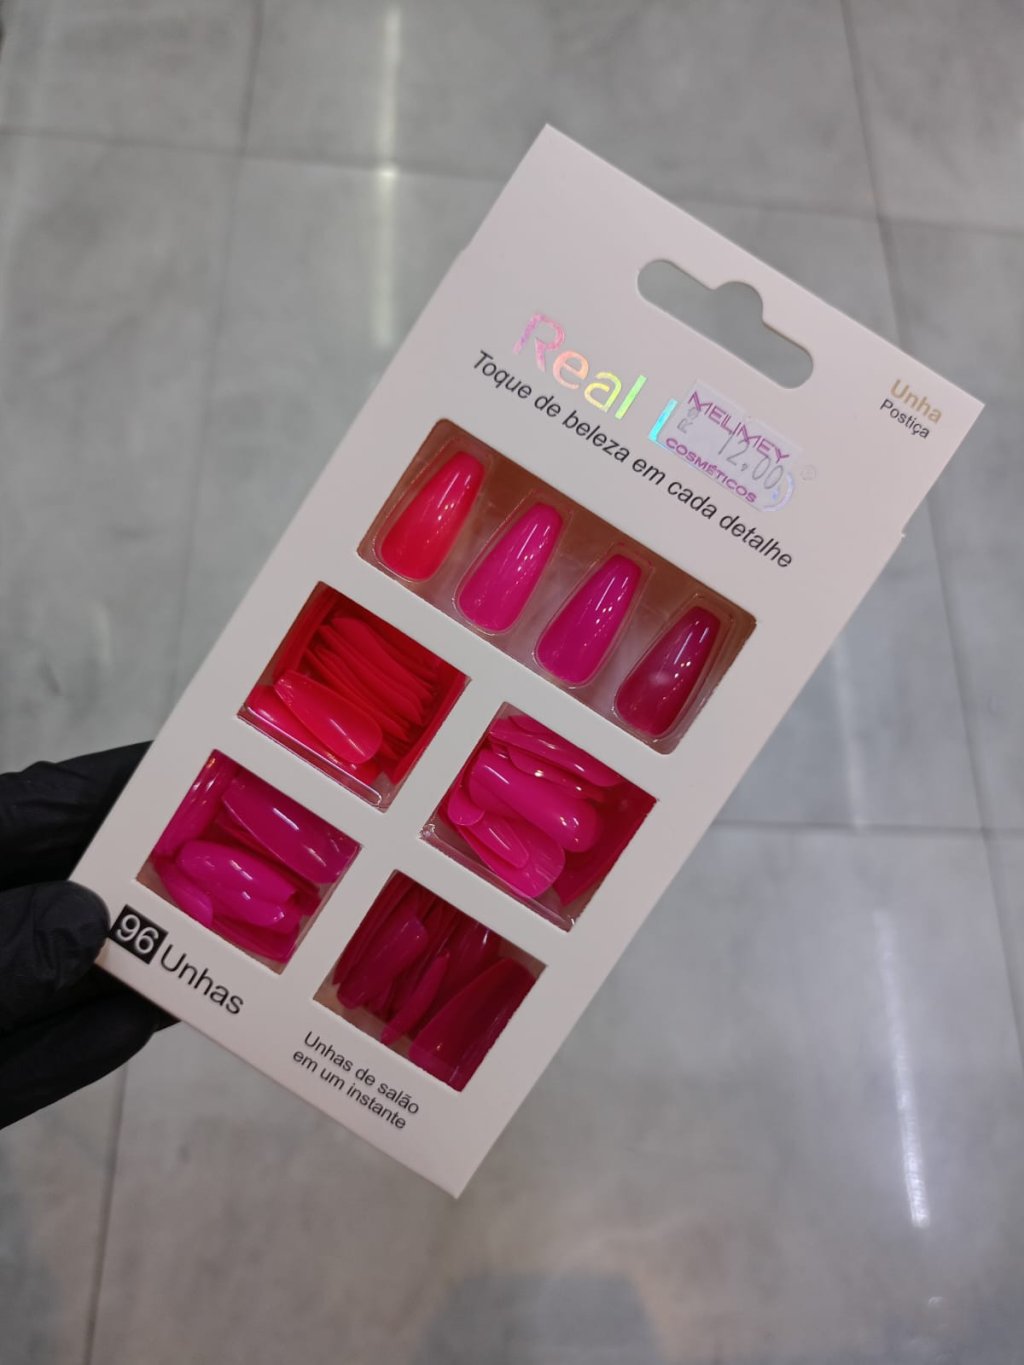 Unha
Postiça
Real L
Toque de beleza em cada detalhe
MELIMEY
R$ 12,00
COSMÉTICOS
®
96 Unhas
Unhas de salão
em um instante